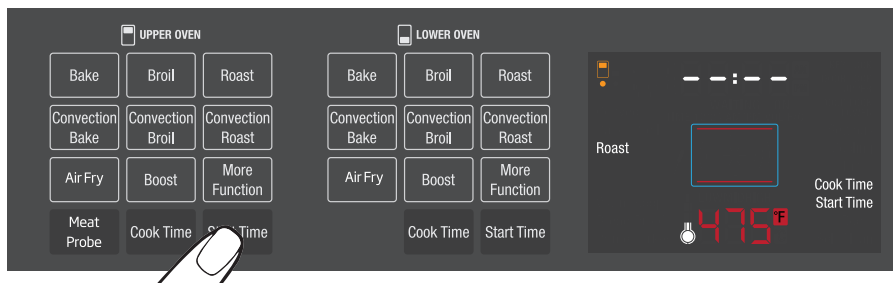 UPPER OVEN
Bake
Broil
Roast
Convection
Bake
Convection
Broil
Convection
Roast
Air Fry
Boost
More
Function
Meat
Probe
Cook Time
Time
LOWER OVEN
Bake
Broil
Roast
Convection
Bake
Convection
Broil
Convection
Roast
Air Fry
Boost
More
Function
Cook Time
Start Time
--:--
Roast
Cook Time
Start Time
475°F